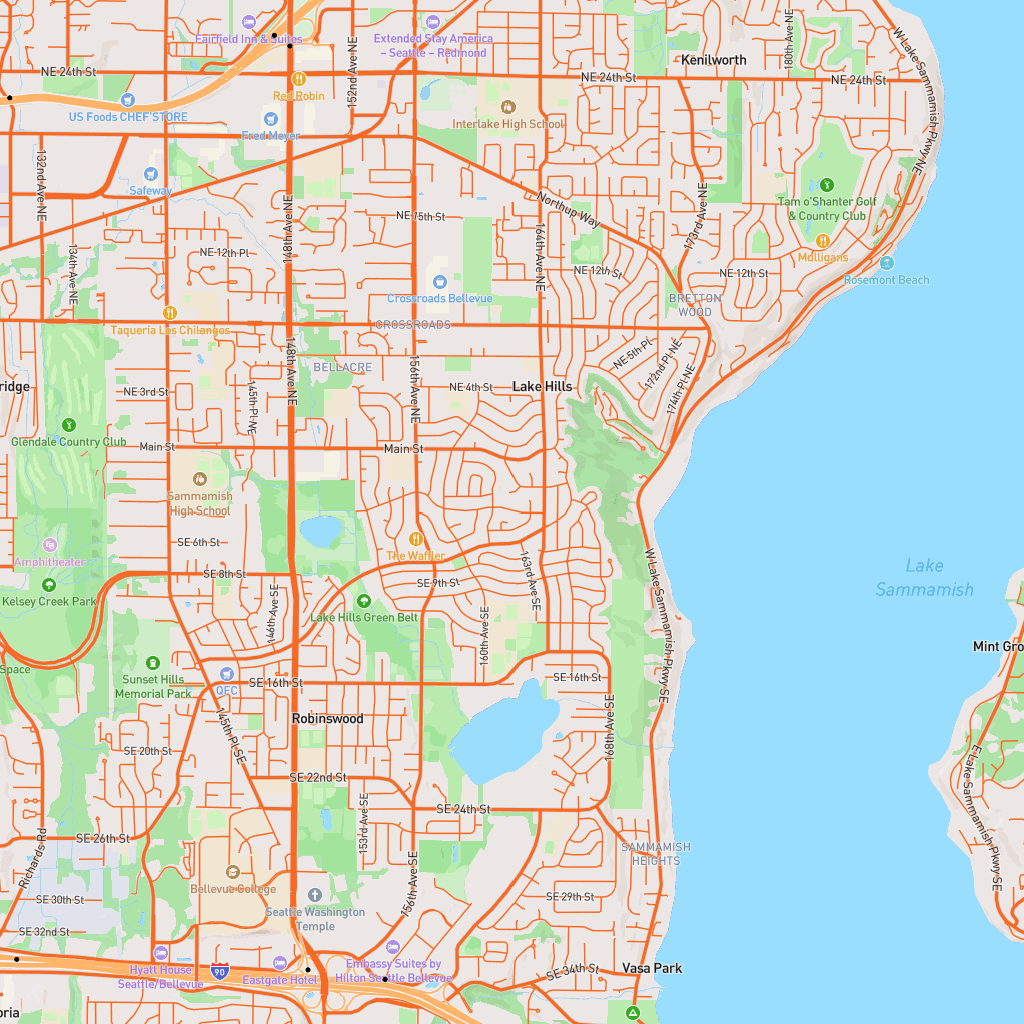 Fairfield Inn & Suites
Extended Stay America
– Seattle – Redmond
152nd Ave NE
180th Ave NE
W Lake Sammamish Pkwy NE
Kenilworth
NE 24th St
NE 24th St
NE 24th St
Red Robin
US Foods CHEF'STORE
Fred Meyer
Interlake High School
132nd Ave NE
Safeway
Tam o'Shanter Golf
& Country Club
Northup Way
173rd Ave NE
148th Ave NE
NE 15th St
164th Ave NE
134th Ave NE
NE 12th Pl
Mulligans
NE 12th St
NE 12th St
Rosemont Beach
Crossroads Bellevue
BRETTON
WOOD
Taqueria Los Chilangos
CROSSROADS
148th Ave NE
NE 5th Pl
172nd Pl NE
174th Pl NE
BELLACRE
156th Ave NE
ridge
NE 3rd St
145th Pl NE
NE 4th St
Lake Hills
Glendale Country Club
Main St
Main St
Sammamish
High School
SE 6th St
The Waffler
Amphitheater
SE 8th St
SE 9th St
163rd Ave SE
W Lake Sammamish Pkwy SE
Lake
Sammamish
Kelsey Creek Park
146th Ave SE
Lake Hills Green Belt
160th Ave SE
Mint Gro
Space
Sunset Hills
Memorial Park
QFC
SE 16th St
SE 16th St
145th Pl SE
Robinswood
168th Ave SE
SE 20th St
SE 22nd St
E Lake Sammamish Pkwy SE
153rd Ave SE
SE 24th St
SE 26th St
Richards Rd
SAMMAMISH
HEIGHTS
156th Ave SE
Bellevue College
SE 30th St
SE 29th St
Seattle Washington
Temple
SE 32nd St
Hyatt House
Seattle/Bellevue
90
Eastgate Hotel
Embassy Suites by
Hilton Seattle Bellevue
SE 34th St
Vasa Park
oria